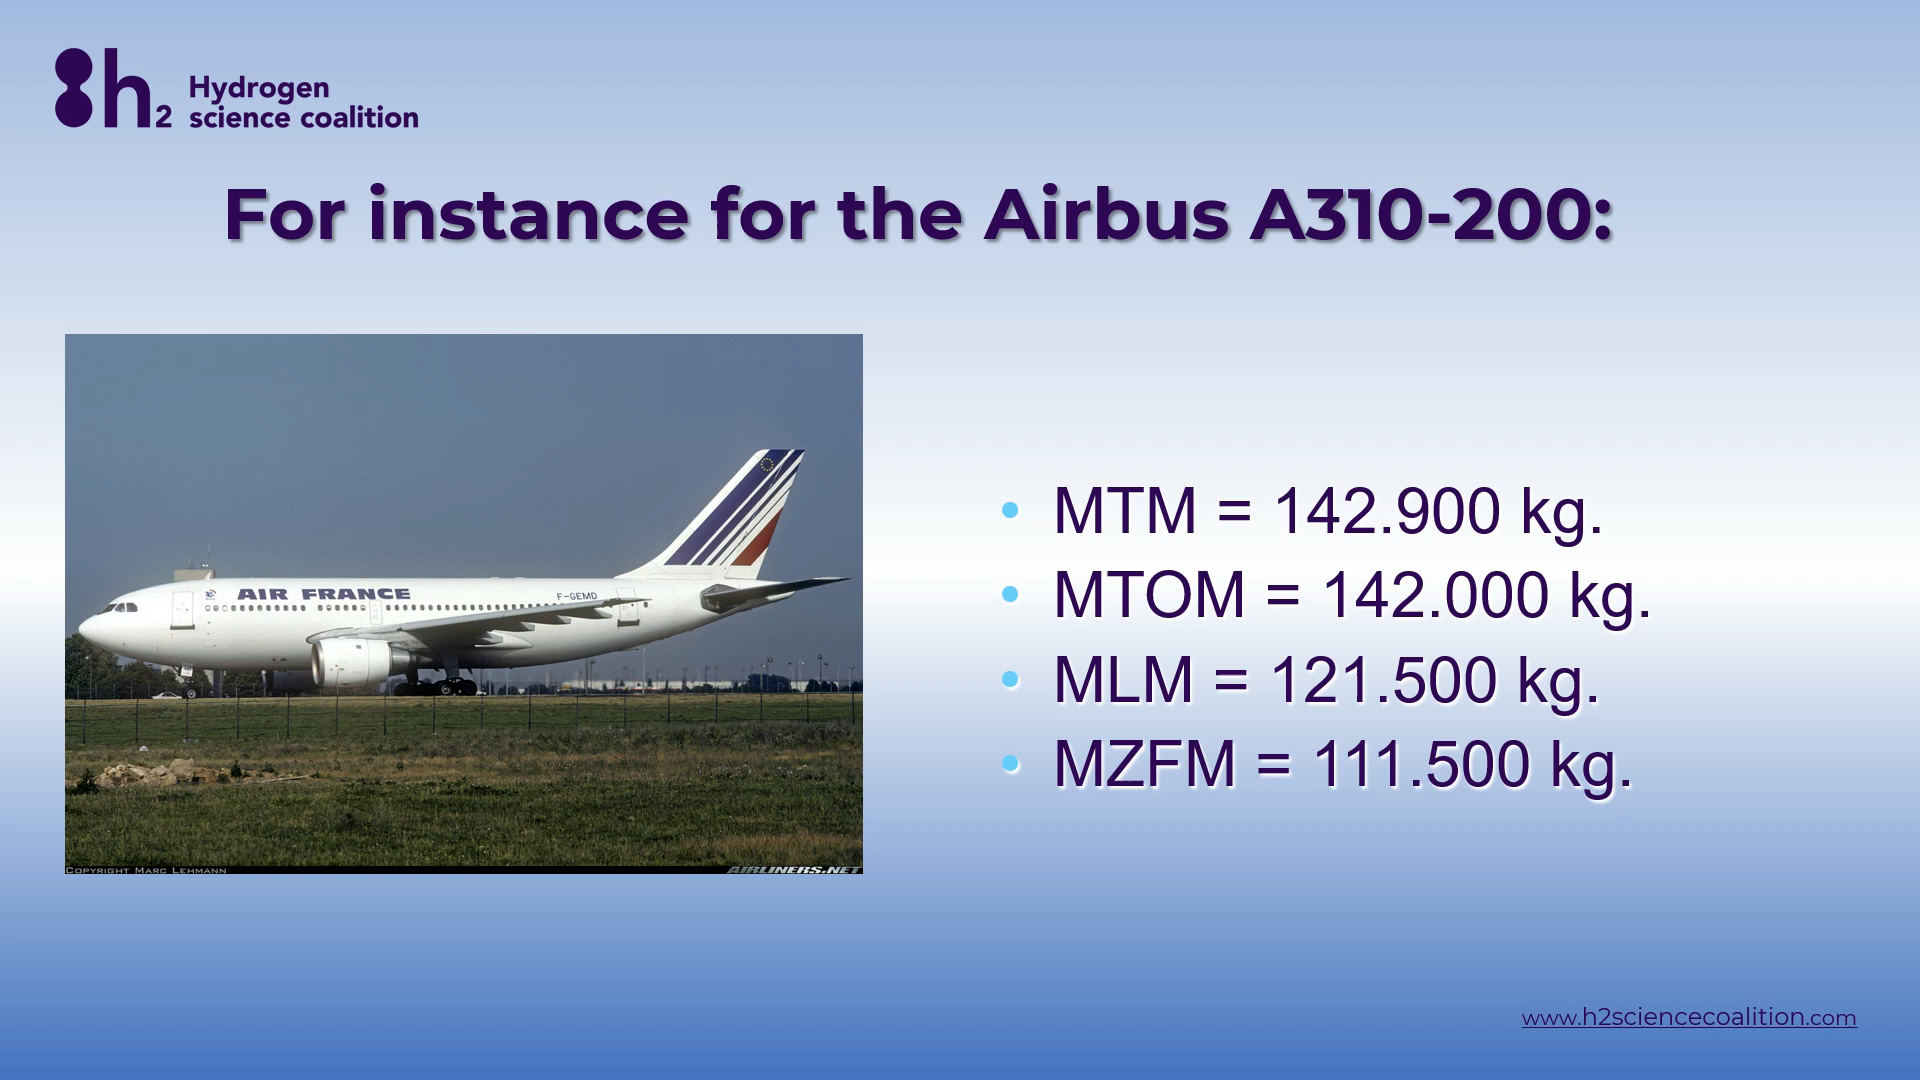 h2
Hydrogen
science coalition
For instance for the Airbus A310-200:
AIR FRANCE
F-GEMD
• MTM = 142.900 kg.
• MTOM = 142.000 kg.
• MLM = 121.500 kg.
• MZFM = 111.500 kg.
COPYRIGHT MARC LEHMANN
AIRLINERS.NET
www.h2sciencecoalition.com